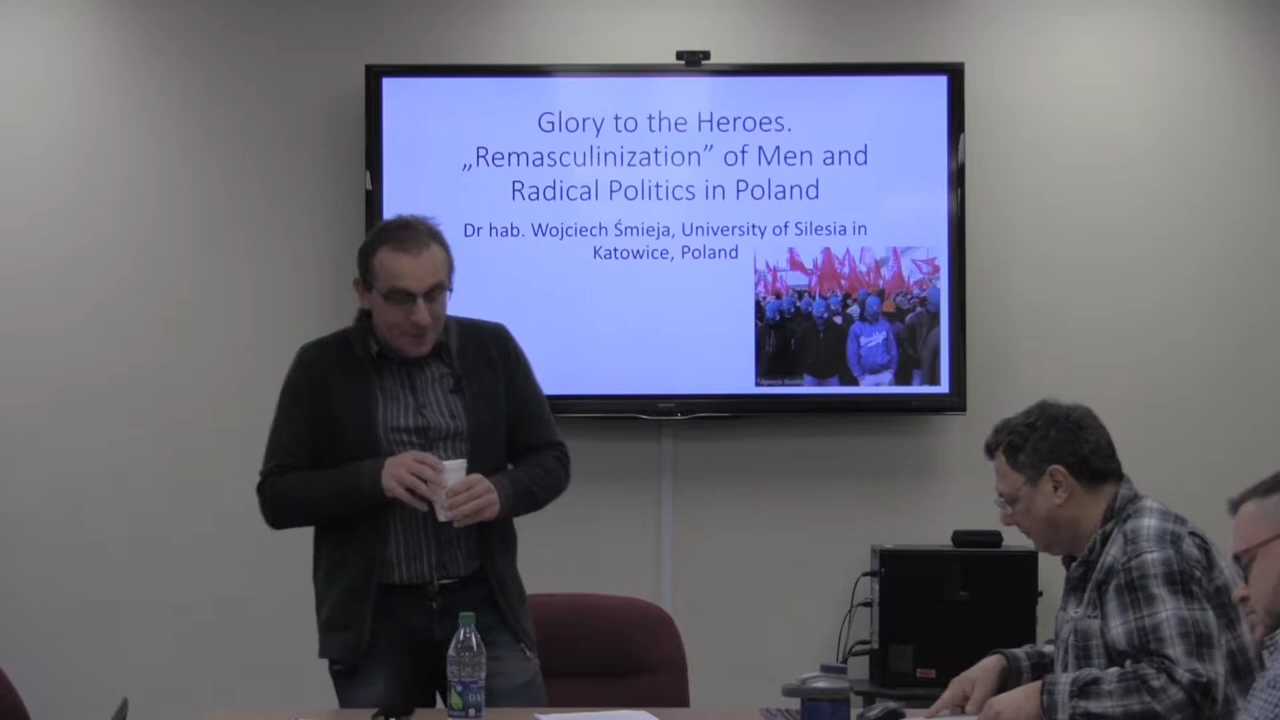 Glory to the Heroes.
„Remasculinization” of Men and
Radical Politics in Poland
Dr hab. Wojciech Śmieja, University of Silesia in
Katowice, Poland